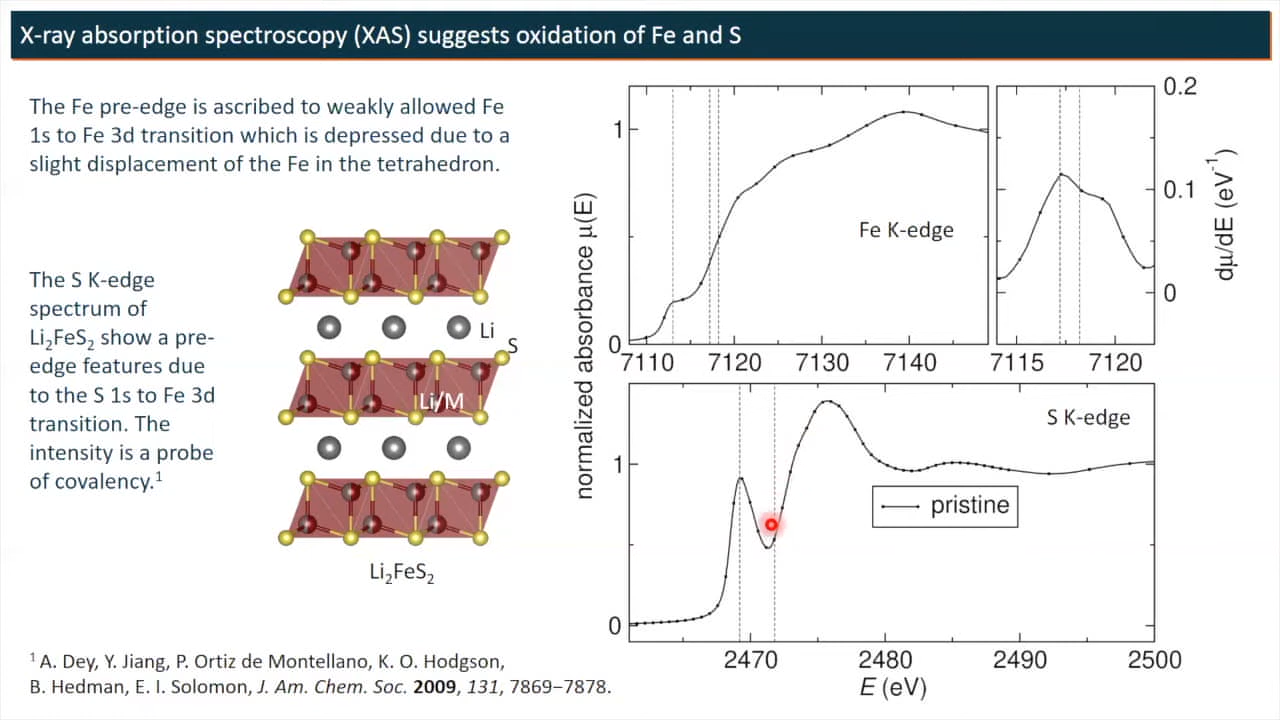 X-ray absorption spectroscopy (XAS) suggests oxidation of Fe and S
The Fe pre-edge is ascribed to weakly allowed Fe
1s to Fe 3d transition which is depressed due to a
slight displacement of the Fe in the tetrahedron.
The S K-edge
spectrum of
Li₂FeS₂ show a pre-
edge features due
to the S 1s to Fe 3d
transition. The
intensity is a probe
of covalency.¹
Li
S
Li/M
Li₂FeS₂
¹ A. Dey, Y. Jiang, P. Ortiz de Montellano, K. O. Hodgson,
B. Hedman, E. I. Solomon, J. Am. Chem. Soc. 2009, 131, 7869−7878.
normalized absorbance μ(E)
1
0
Fe K-edge
7110 7120 7130 7140
0.2
0.1
0
dμ/dE (eV⁻¹)
7115 7120
1
0
S K-edge
pristine
2470 2480 2490 2500
E (eV)